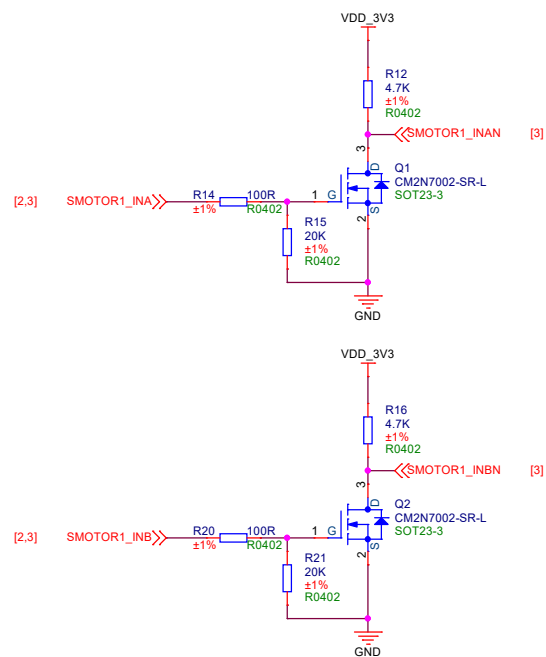 VDD_3V3
R12
4.7K
±1%
R0402
SMOTOR1_INAN [3]
3
D
Q1
CM2N7002-SR-L
SOT23-3
[2,3] SMOTOR1_INA R14 100R 1 G
±1% R0402
S
2
R15
20K
±1%
R0402
GND
VDD_3V3
R16
4.7K
±1%
R0402
SMOTOR1_INBN [3]
3
D
Q2
CM2N7002-SR-L
SOT23-3
[2,3] SMOTOR1_INB R20 100R 1 G
±1% R0402
S
2
R21
20K
±1%
R0402
GND